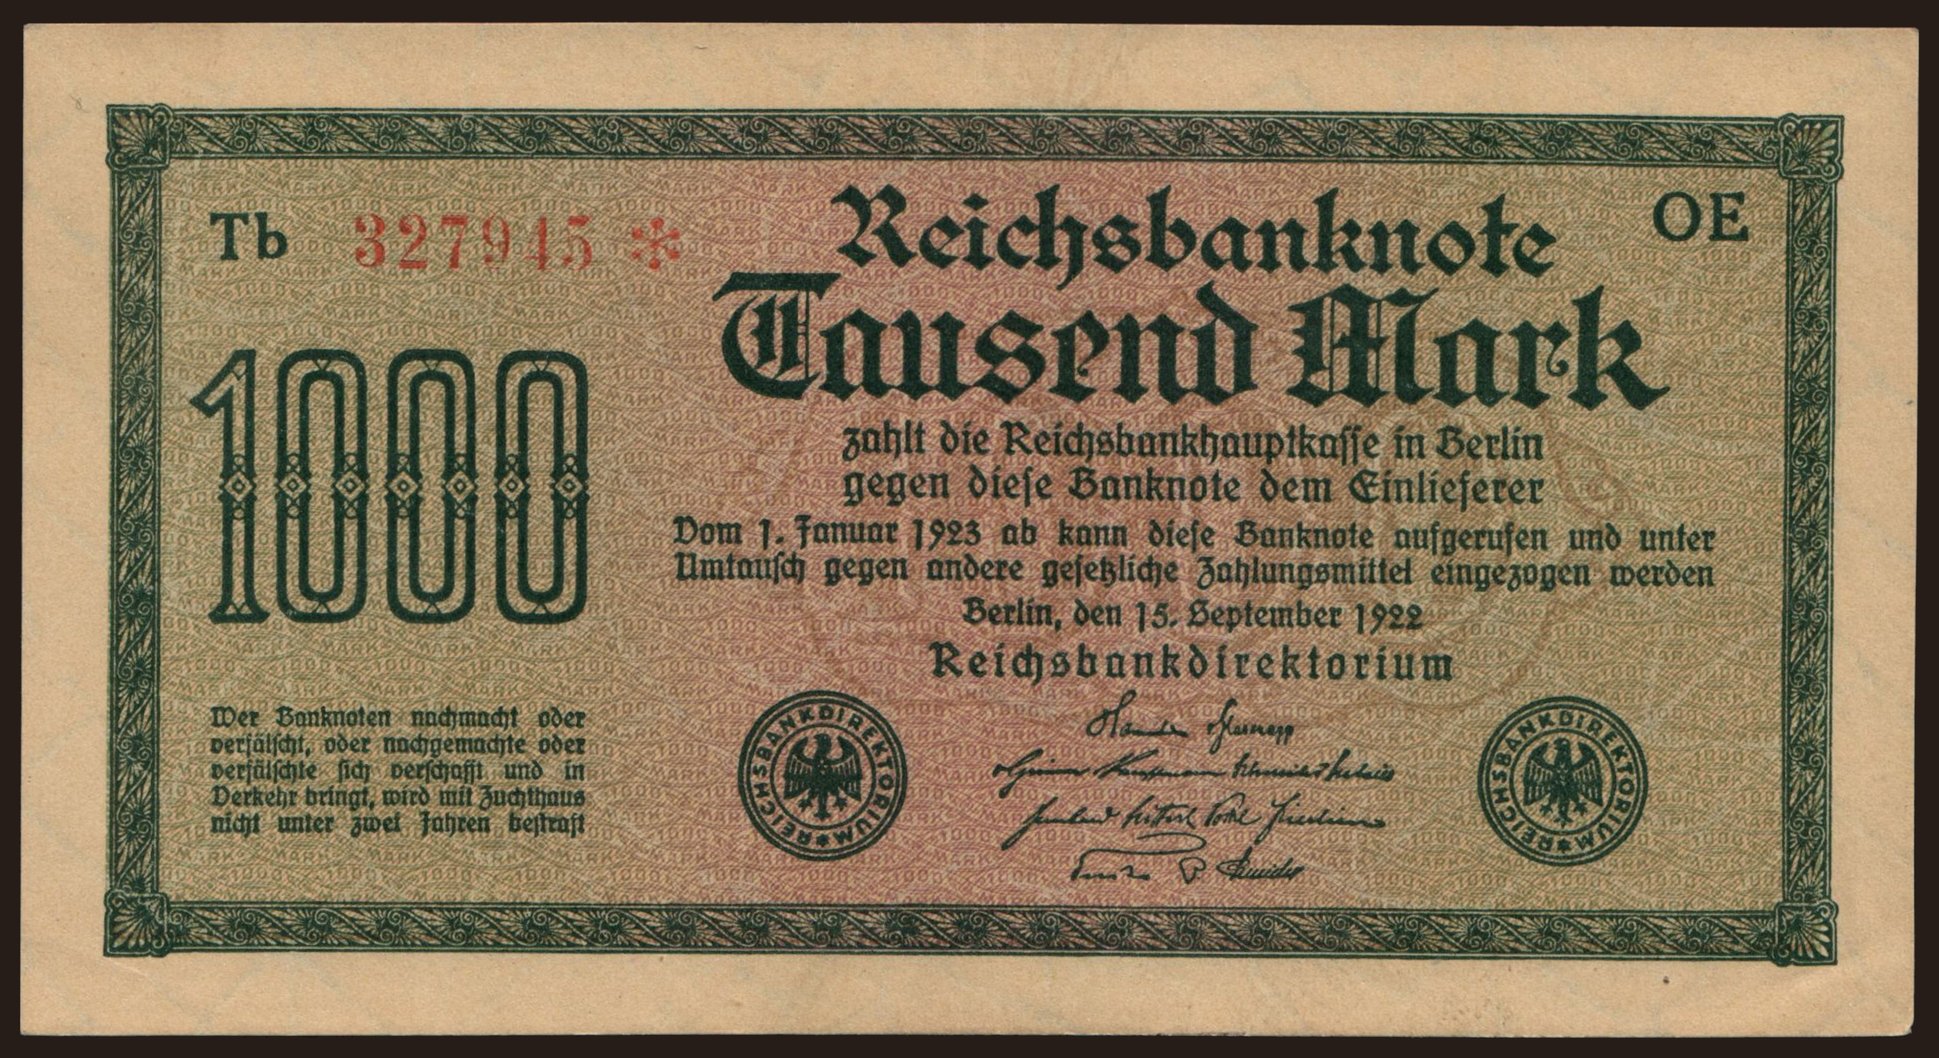 Tb 327945 * OE
Reichsbanknote
Tausend Mark
1000
zahlt die Reichsbankhauptkasse in Berlin
gegen diese Banknote dem Einlieferer
Vom 1. Januar 1923 ab kann diese Banknote aufgerufen und unter
Umtausch gegen andere gesetzliche Zahlungsmittel eingezogen werden
Berlin, den 15. September 1922
Reichsbankdirektorium
Wer Banknoten nachmacht oder
verfälscht, oder nachgemachte oder
verfälschte sich verschafft und in
Verkehr bringt, wird mit Zuchthaus
nicht unter zwei Jahren bestraft
REICHSBANKDIREKTORIUM
REICHSBANKDIREKTORIUM